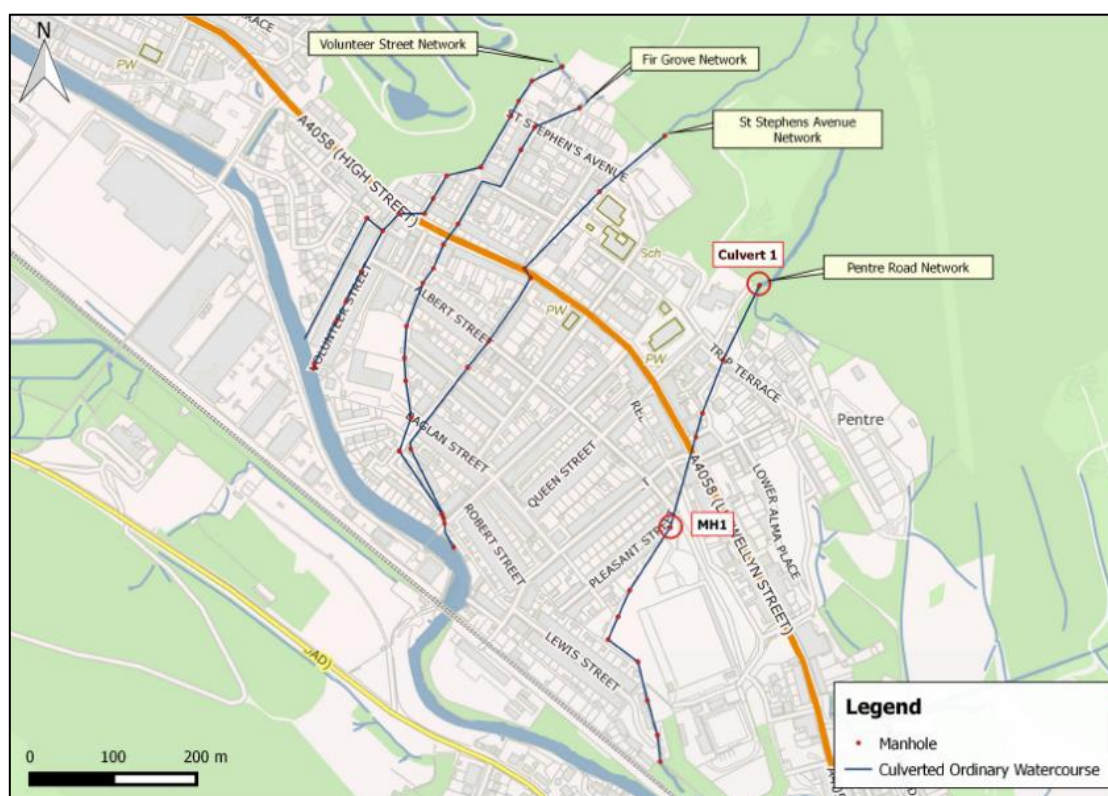 N
Volunteer Street Network
Fir Grove Network
St Stephens Avenue
Network
PW
A4058 (HIGH STREET)
ST STEPHEN'S AVENUE
Sch
Culvert 1
Pentre Road Network
VOLUNTEER STREET
ALBERT STREET
PW
PW
TRIP TERRACE
Pentre
BAGLAN STREET
QUEEN STREET
LOWER ALMA PLACE
A4058 (LLEWELLYN STREET)
MH1
ROBERT STREET
PLEASANT STREET
LEWIS STREET
Legend
Manhole
Culverted Ordinary Watercourse
0 100 200 m